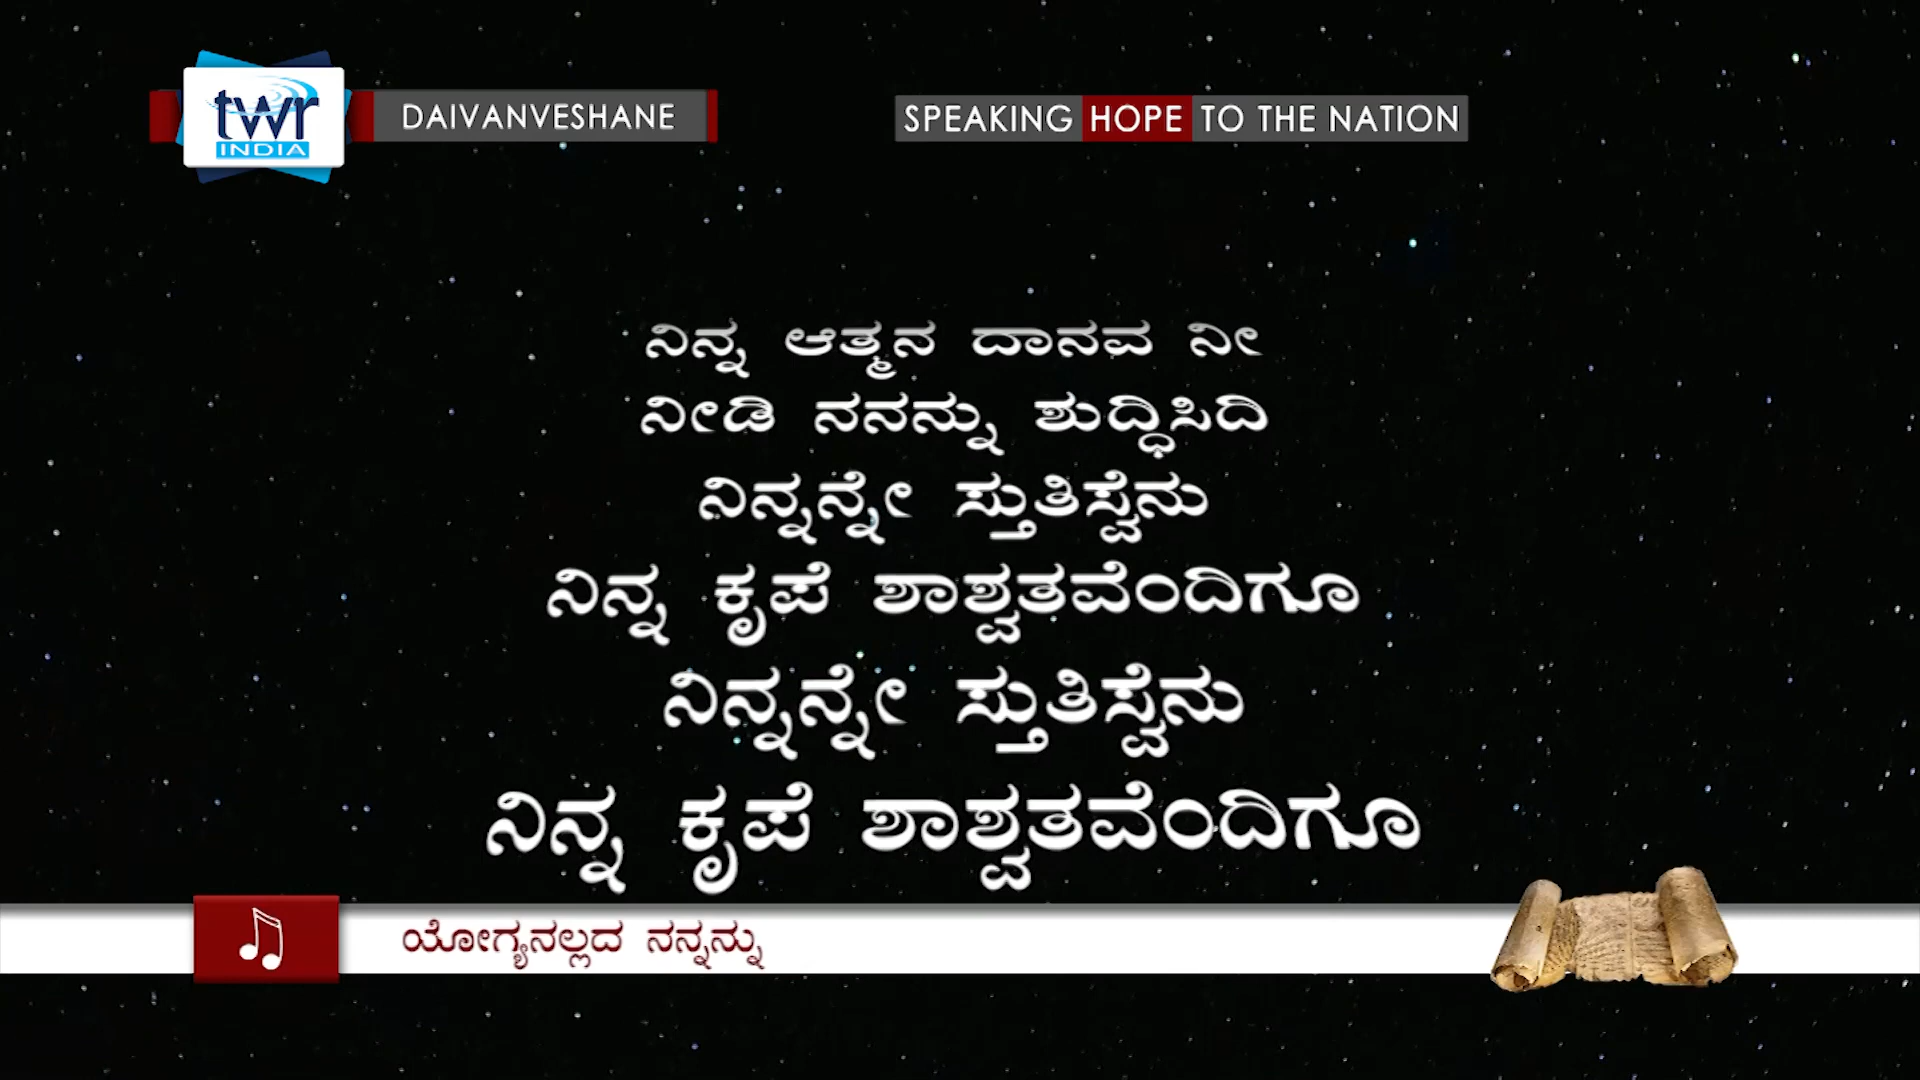 twr
INDIA
DAIVANVESHANE
SPEAKING HOPE TO THE NATION
ನಿನ್ನ ಆತ್ಮನ ದಾನವ ನೀ
ನೀಡಿ ನನನ್ನು ಶುದ್ಧಿಸಿದಿ
ನಿನ್ನನ್ನೇ ಸ್ತುತಿಸ್ವೆನು
ನಿನ್ನ ಕೃಪೆ ಶಾಶ್ವತವೆಂದಿಗೂ
ನಿನ್ನನ್ನೇ ಸ್ತುತಿಸ್ವೆನು
ನಿನ್ನ ಕೃಪೆ ಶಾಶ್ವತವೆಂದಿಗೂ
ಯೋಗ್ಯನಲ್ಲದ ನನ್ನನ್ನು